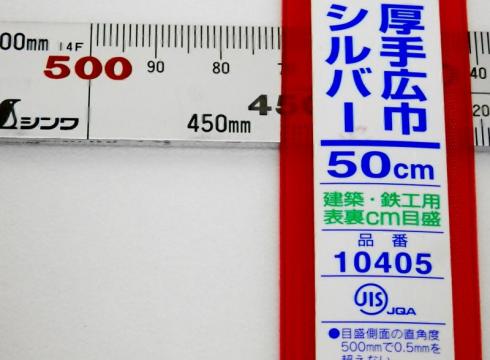 00mm 14F
500 90 80
シンワ 450mm
40
120
厚手広巾
シルバー
50cm
建築・鉄工用
表裏cm目盛
品番
10405
JIS JQA
●目盛側面の直角度
500mmで0.5mmを